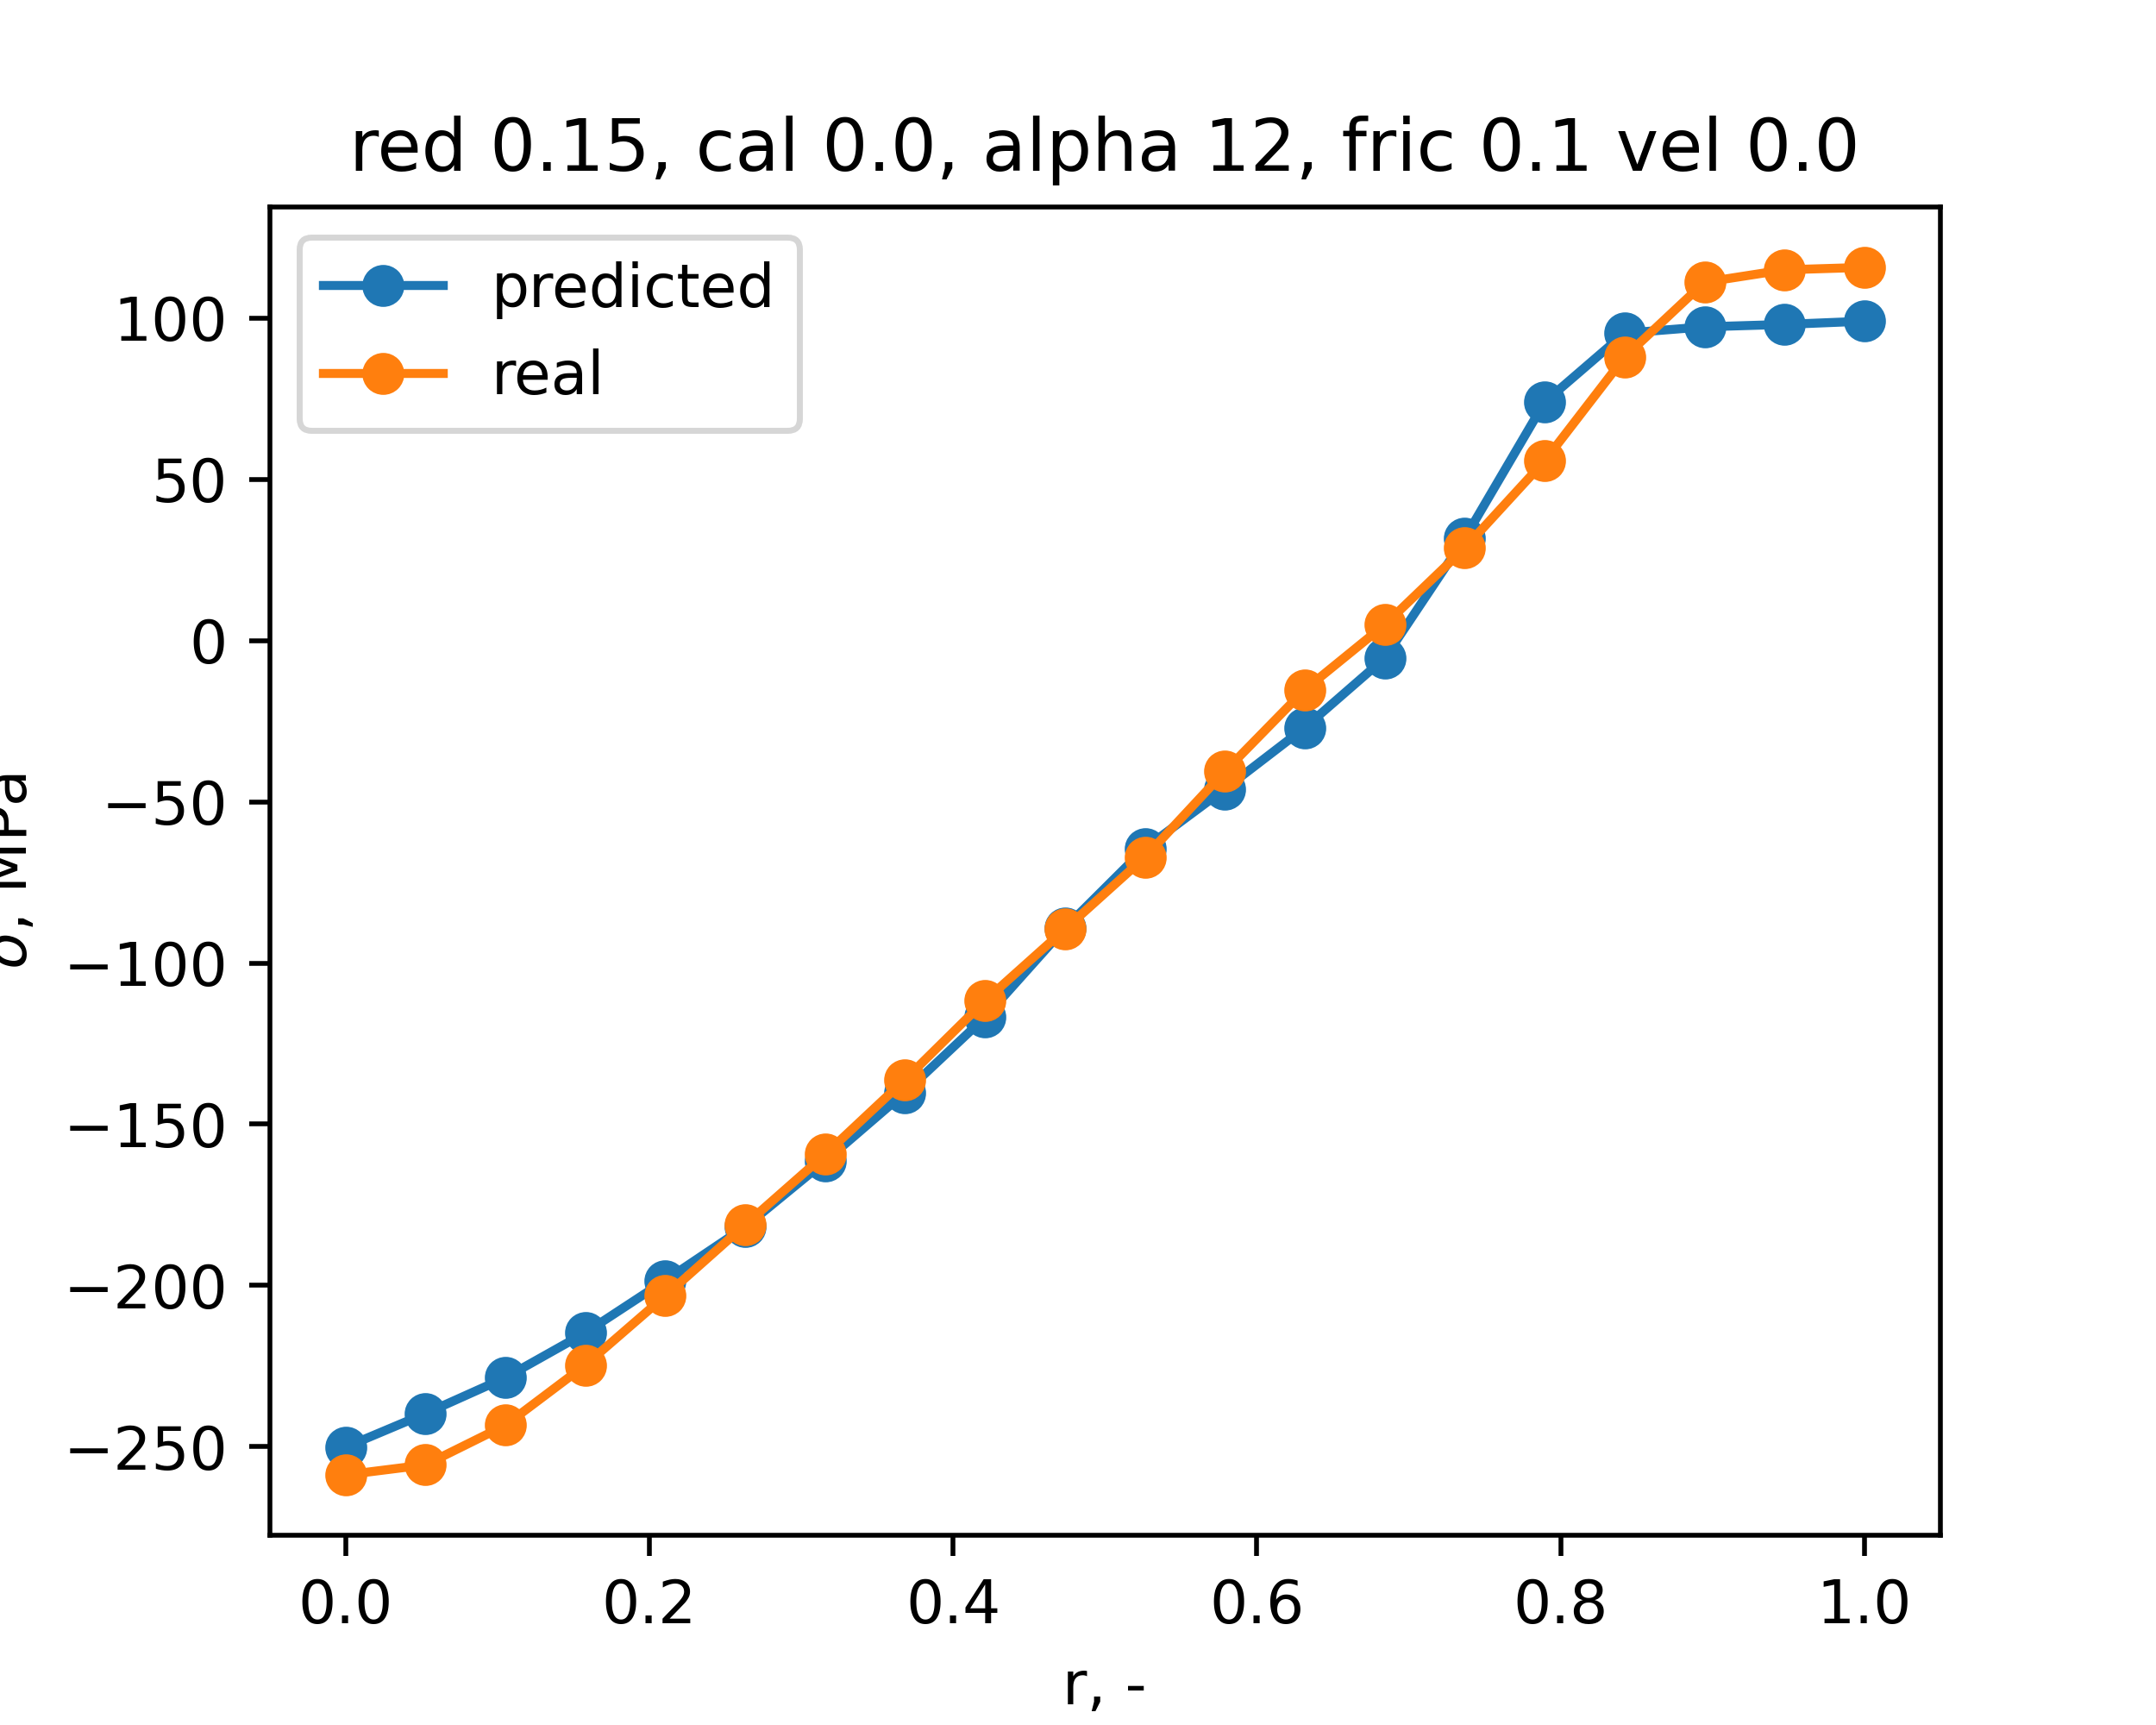 red 0.15, cal 0.0, alpha 12, fric 0.1 vel 0.0
predicted
real
100
50
0
−50
−100
−150
−200
−250
σ, MPa
0.0 0.2 0.4 0.6 0.8 1.0
r, -